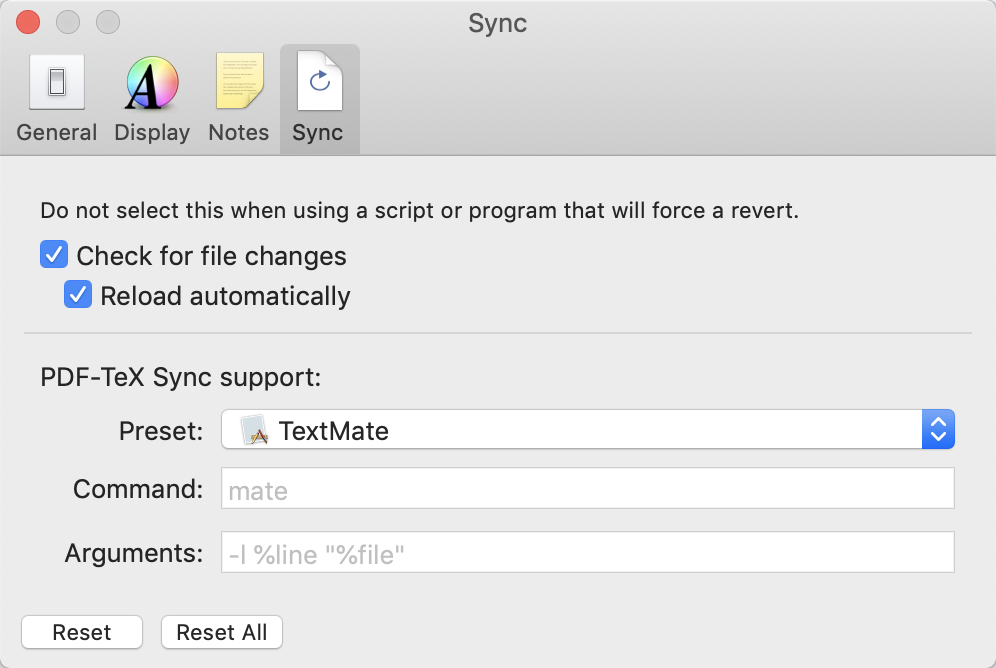 Sync
General Display Notes Sync
Do not select this when using a script or program that will force a revert.
Check for file changes
Reload automatically
PDF-TeX Sync support:
Preset: TextMate
Command: mate
Arguments: -l %line "%file"
Reset Reset All